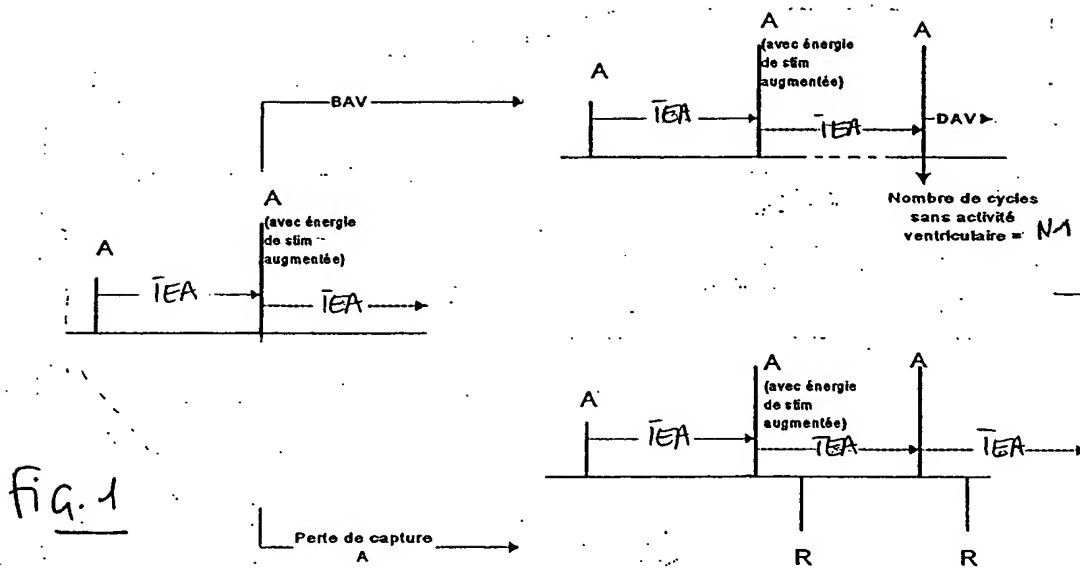 BAV
A
A
(avec énergie
de stim
augmentée)
TEA
TEA
A
A
(avec énergie
de stim
augmentée)
A
TEA
TEA
DAV
Nombre de cycles
sans activité
ventriculaire = N1
A
A
(avec énergie
de stim
augmentée)
A
TEA
TEA
TEA
R
R
Perte de capture
A
Fig. 1